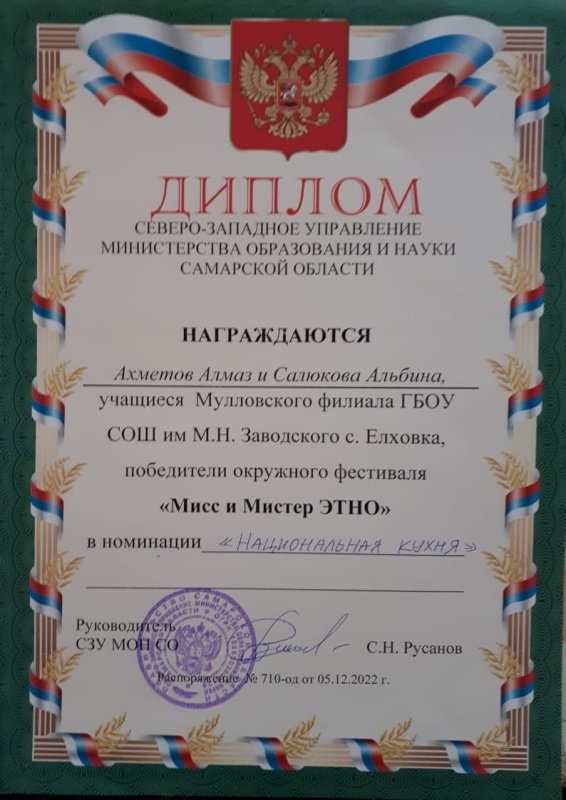 ДИПЛОМ
СЕВЕРО-ЗАПАДНОЕ УПРАВЛЕНИЕ
МИНИСТЕРСТВА ОБРАЗОВАНИЯ И НАУКИ
САМАРСКОЙ ОБЛАСТИ
НАГРАЖДАЮТСЯ
Ахметов Алмаз и Салюкова Альбина,
учащиеся Мулловского филиала ГБОУ
СОШ им М.Н. Заводского с. Елховка,
победители окружного фестиваля
«Мисс и Мистер ЭТНО»
в номинации «НАЦИОНАЛЬНАЯ КУХНЯ»
Руководитель
СЗУ МОН СО
С.Н. Русанов
Распоряжение № 710-од от 05.12.2022 г.